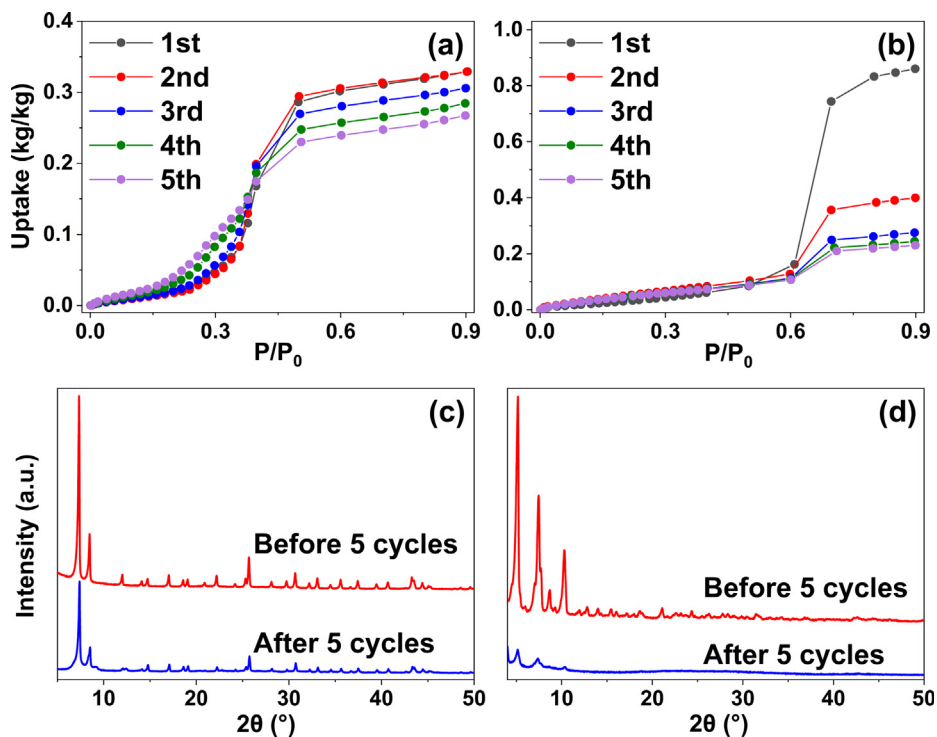 (a)
1st
2nd
3rd
4th
5th
Uptake (kg/kg)
0.4
0.3
0.2
0.1
0.0
0.0 0.3 0.6 0.9
P/P0
(b)
1st
2nd
3rd
4th
5th
1.0
0.8
0.6
0.4
0.2
0.0
0.0 0.3 0.6 0.9
P/P0
(c)
Before 5 cycles
After 5 cycles
Intensity (a.u.)
10 20 30 40 50
2θ (°)
(d)
Before 5 cycles
After 5 cycles
10 20 30 40 50
2θ (°)